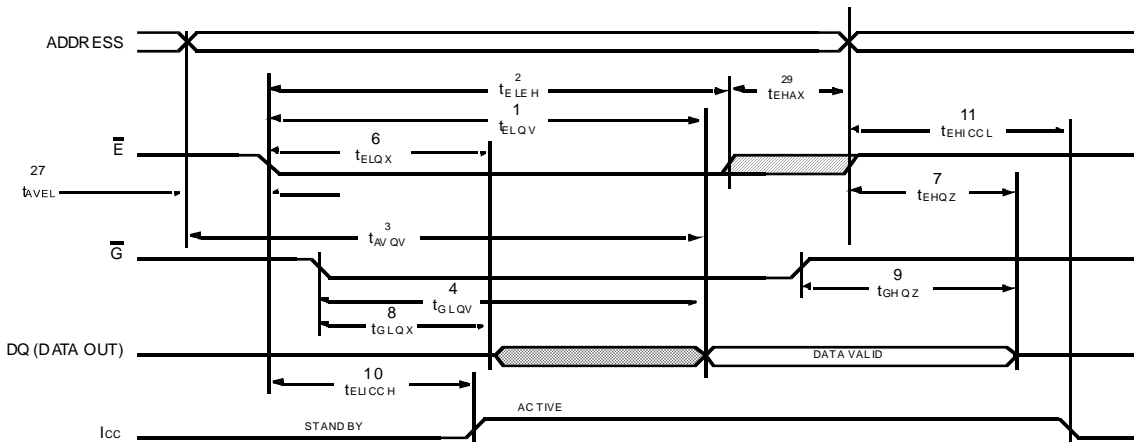 ADDRESS
2
tELEH
29
tEHAX
1
tELQV
11
tEHICCL
6
tELQX
E
27
tAVEL
7
tEHQZ
3
tAVQV
G
9
tGHQZ
4
tGLQV
8
tGLQX
DQ (DATA OUT)
DATA VALID
10
tELICCH
ACTIVE
STANDBY
ICC